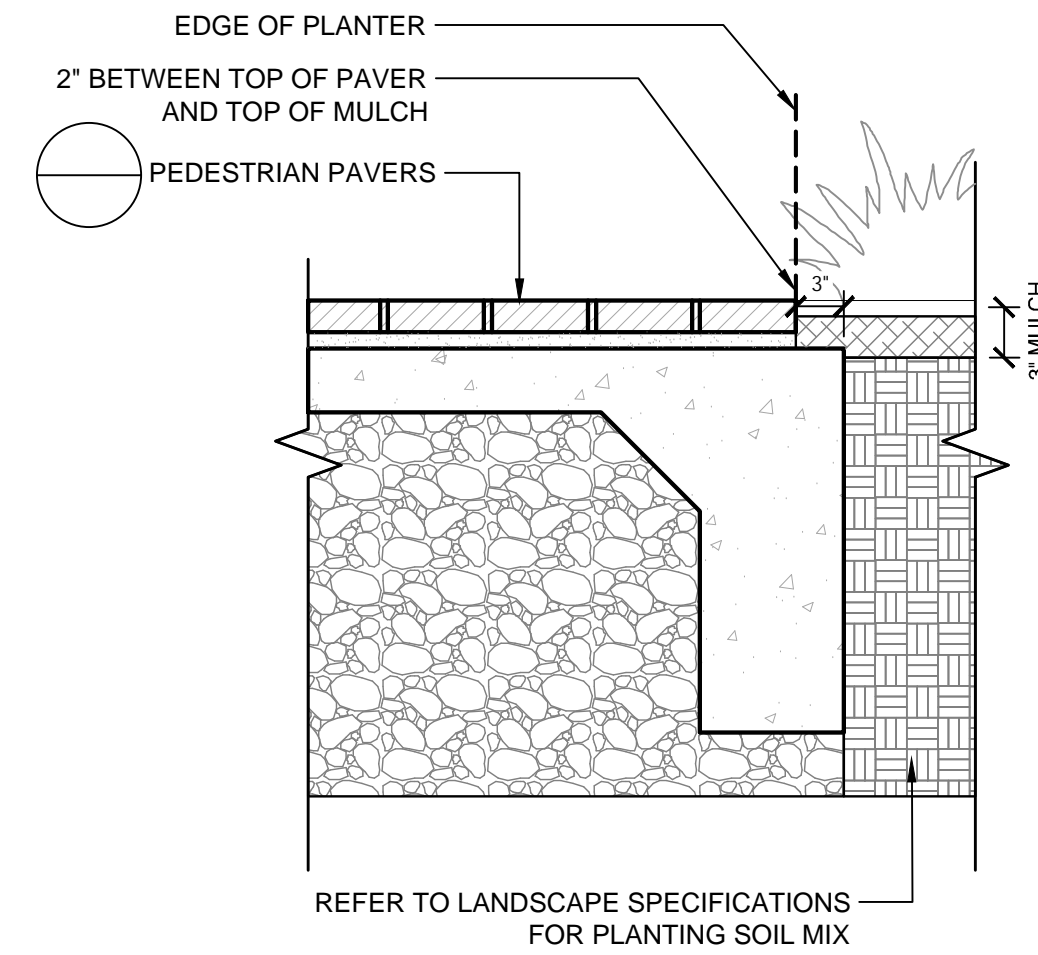 EDGE OF PLANTER
2" BETWEEN TOP OF PAVER
AND TOP OF MULCH
PEDESTRIAN PAVERS
3"
3" MULCH
REFER TO LANDSCAPE SPECIFICATIONS
FOR PLANTING SOIL MIX